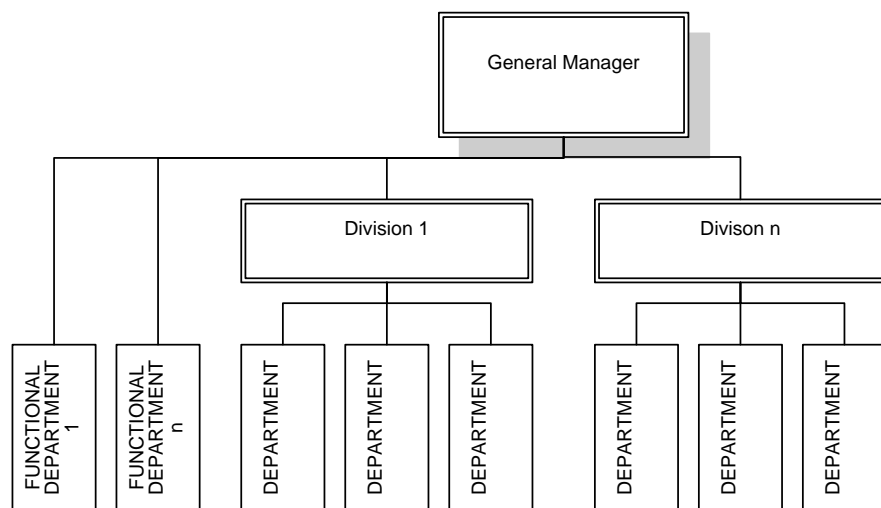 General Manager
Division 1
Divison n
FUNCTIONAL
DEPARTMENT
1
FUNCTIONAL
DEPARTMENT
n
DEPARTMENT
DEPARTMENT
DEPARTMENT
DEPARTMENT
DEPARTMENT
DEPARTMENT